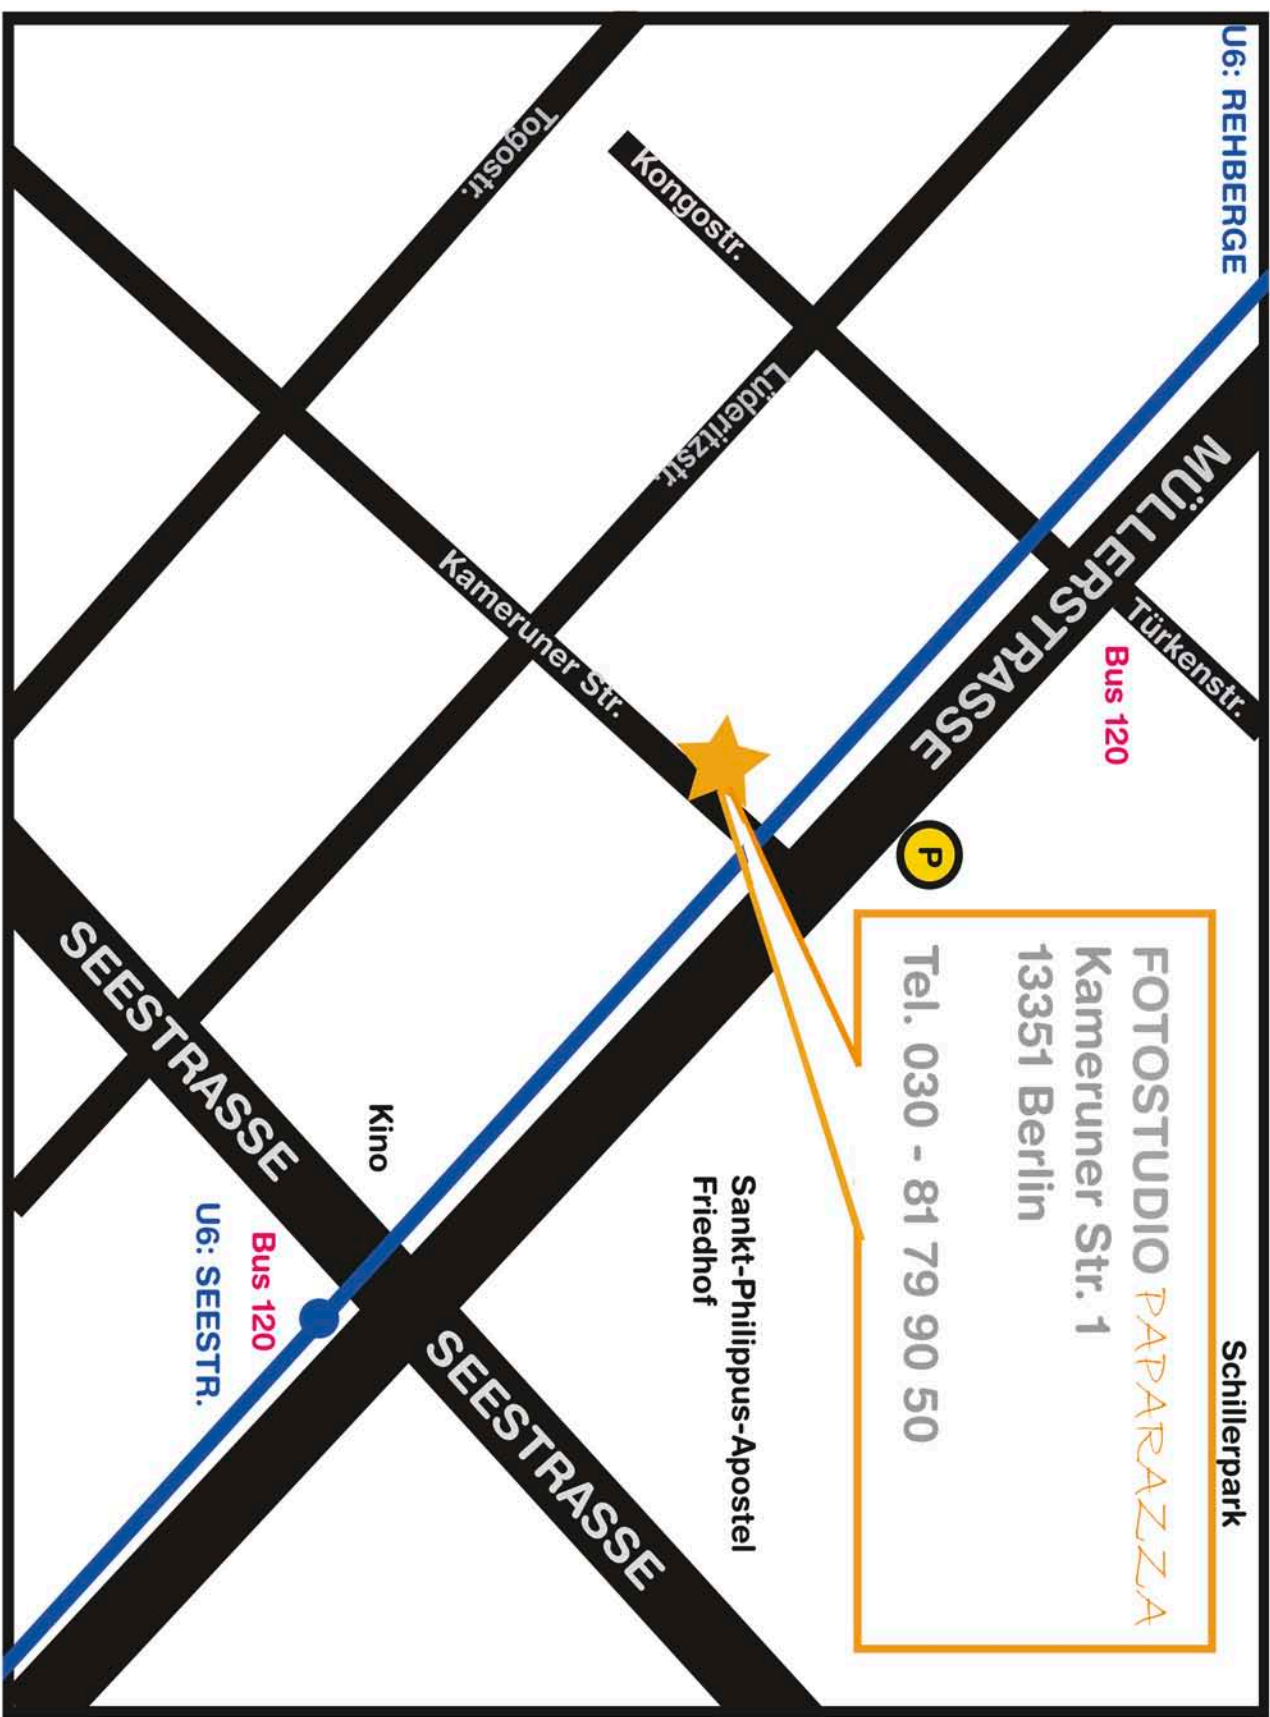 U6: REHBERGE
Schillerpark
Türkenstr.
Bus 120
MÜLLERSTRASSE
P
FOTOSTUDIO PAPARAZZA
Kameruner Str. 1
13351 Berlin
Tel. 030 - 81 79 90 50
Kongostr.
Lüderitzstr.
Togostr.
Kameruner Str.
Sankt-Philippus-Apostel
Friedhof
Kino
SEESTRASSE
SEESTRASSE
Bus 120
U6: SEESTR.